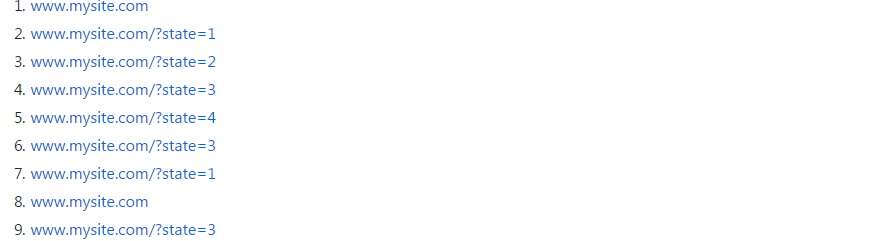 1. www.mysite.com
2. www.mysite.com/?state=1
3. www.mysite.com/?state=2
4. www.mysite.com/?state=3
5. www.mysite.com/?state=4
6. www.mysite.com/?state=3
7. www.mysite.com/?state=1
8. www.mysite.com
9. www.mysite.com/?state=3